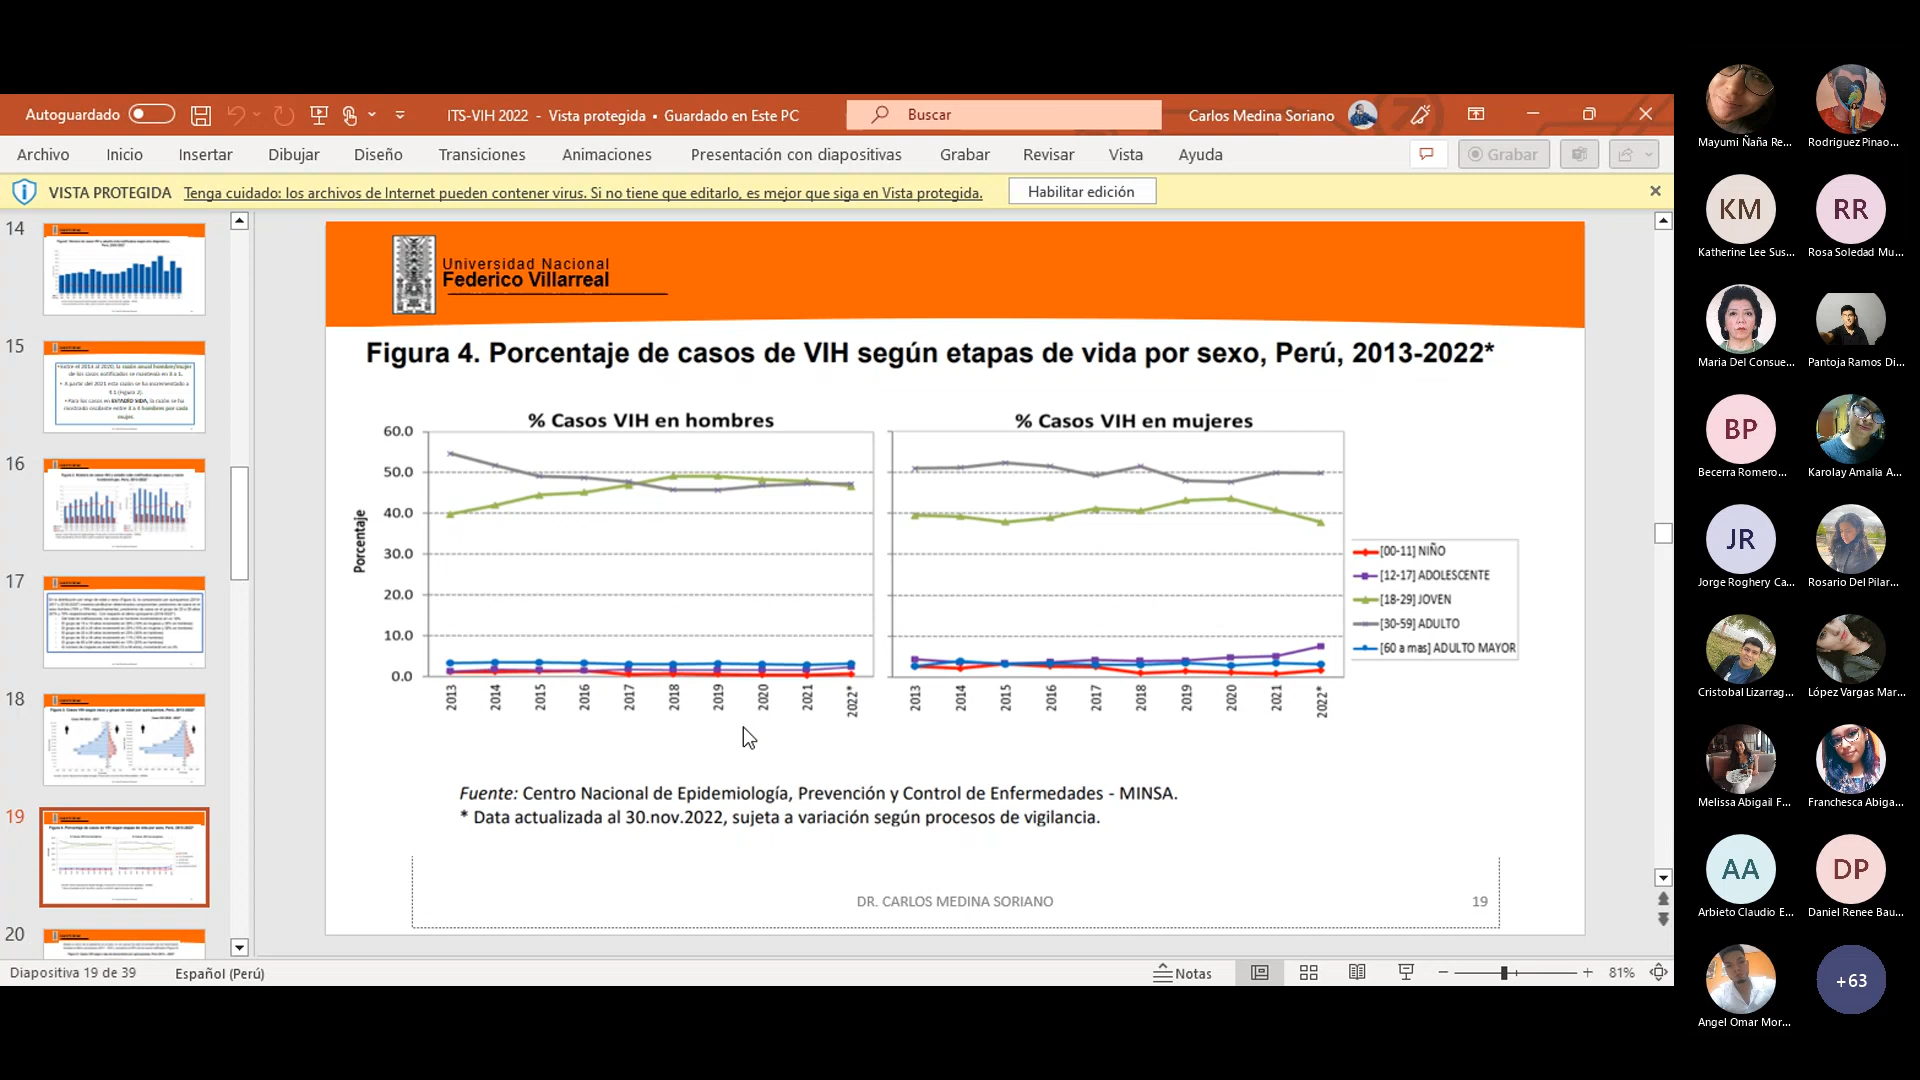 Autoguardado
ITS-VIH 2022 - Vista protegida • Guardado en Este PC
Buscar
Carlos Medina Soriano
Archivo Inicio Insertar Dibujar Diseño Transiciones Animaciones Presentación con diapositivas Grabar Revisar Vista Ayuda
Grabar
VISTA PROTEGIDA Tenga cuidado: los archivos de Internet pueden contener virus. Si no tiene que editarlo, es mejor que siga en Vista protegida.
Habilitar edición
14
15
16
17
18
19
20
Universidad Nacional
Federico Villarreal
Figura 4. Porcentaje de casos de VIH según etapas de vida por sexo, Perú, 2013-2022*
% Casos VIH en hombres
% Casos VIH en mujeres
Porcentaje
60.0
50.0
40.0
30.0
20.0
10.0
0.0
2013 2014 2015 2016 2017 2018 2019 2020 2021 2022*
2013 2014 2015 2016 2017 2018 2019 2020 2021 2022*
[00-11] NIÑO
[12-17] ADOLESCENTE
[18-29] JOVEN
[30-59] ADULTO
[60 a mas] ADULTO MAYOR
Fuente: Centro Nacional de Epidemiología, Prevención y Control de Enfermedades - MINSA.
* Data actualizada al 30.nov.2022, sujeta a variación según procesos de vigilancia.
DR. CARLOS MEDINA SORIANO
19
Diapositiva 19 de 39
Español (Perú)
Notas
81%
Mayumi Ñaña Re...
Rodriguez Pinao...
KM
RR
Katherine Lee Sus...
Rosa Soledad Mu...
Maria Del Consue...
Pantoja Ramos Di...
BP
Becerra Romero...
Karolay Amalia A...
JR
Jorge Roghery Ca...
Rosario Del Pilar...
Cristobal Lizarrag...
López Vargas Mar...
Melissa Abigail F...
Franchesca Abiga...
AA
DP
Arbieto Claudio E...
Daniel Renee Bau...
+63
Angel Omar Mor...